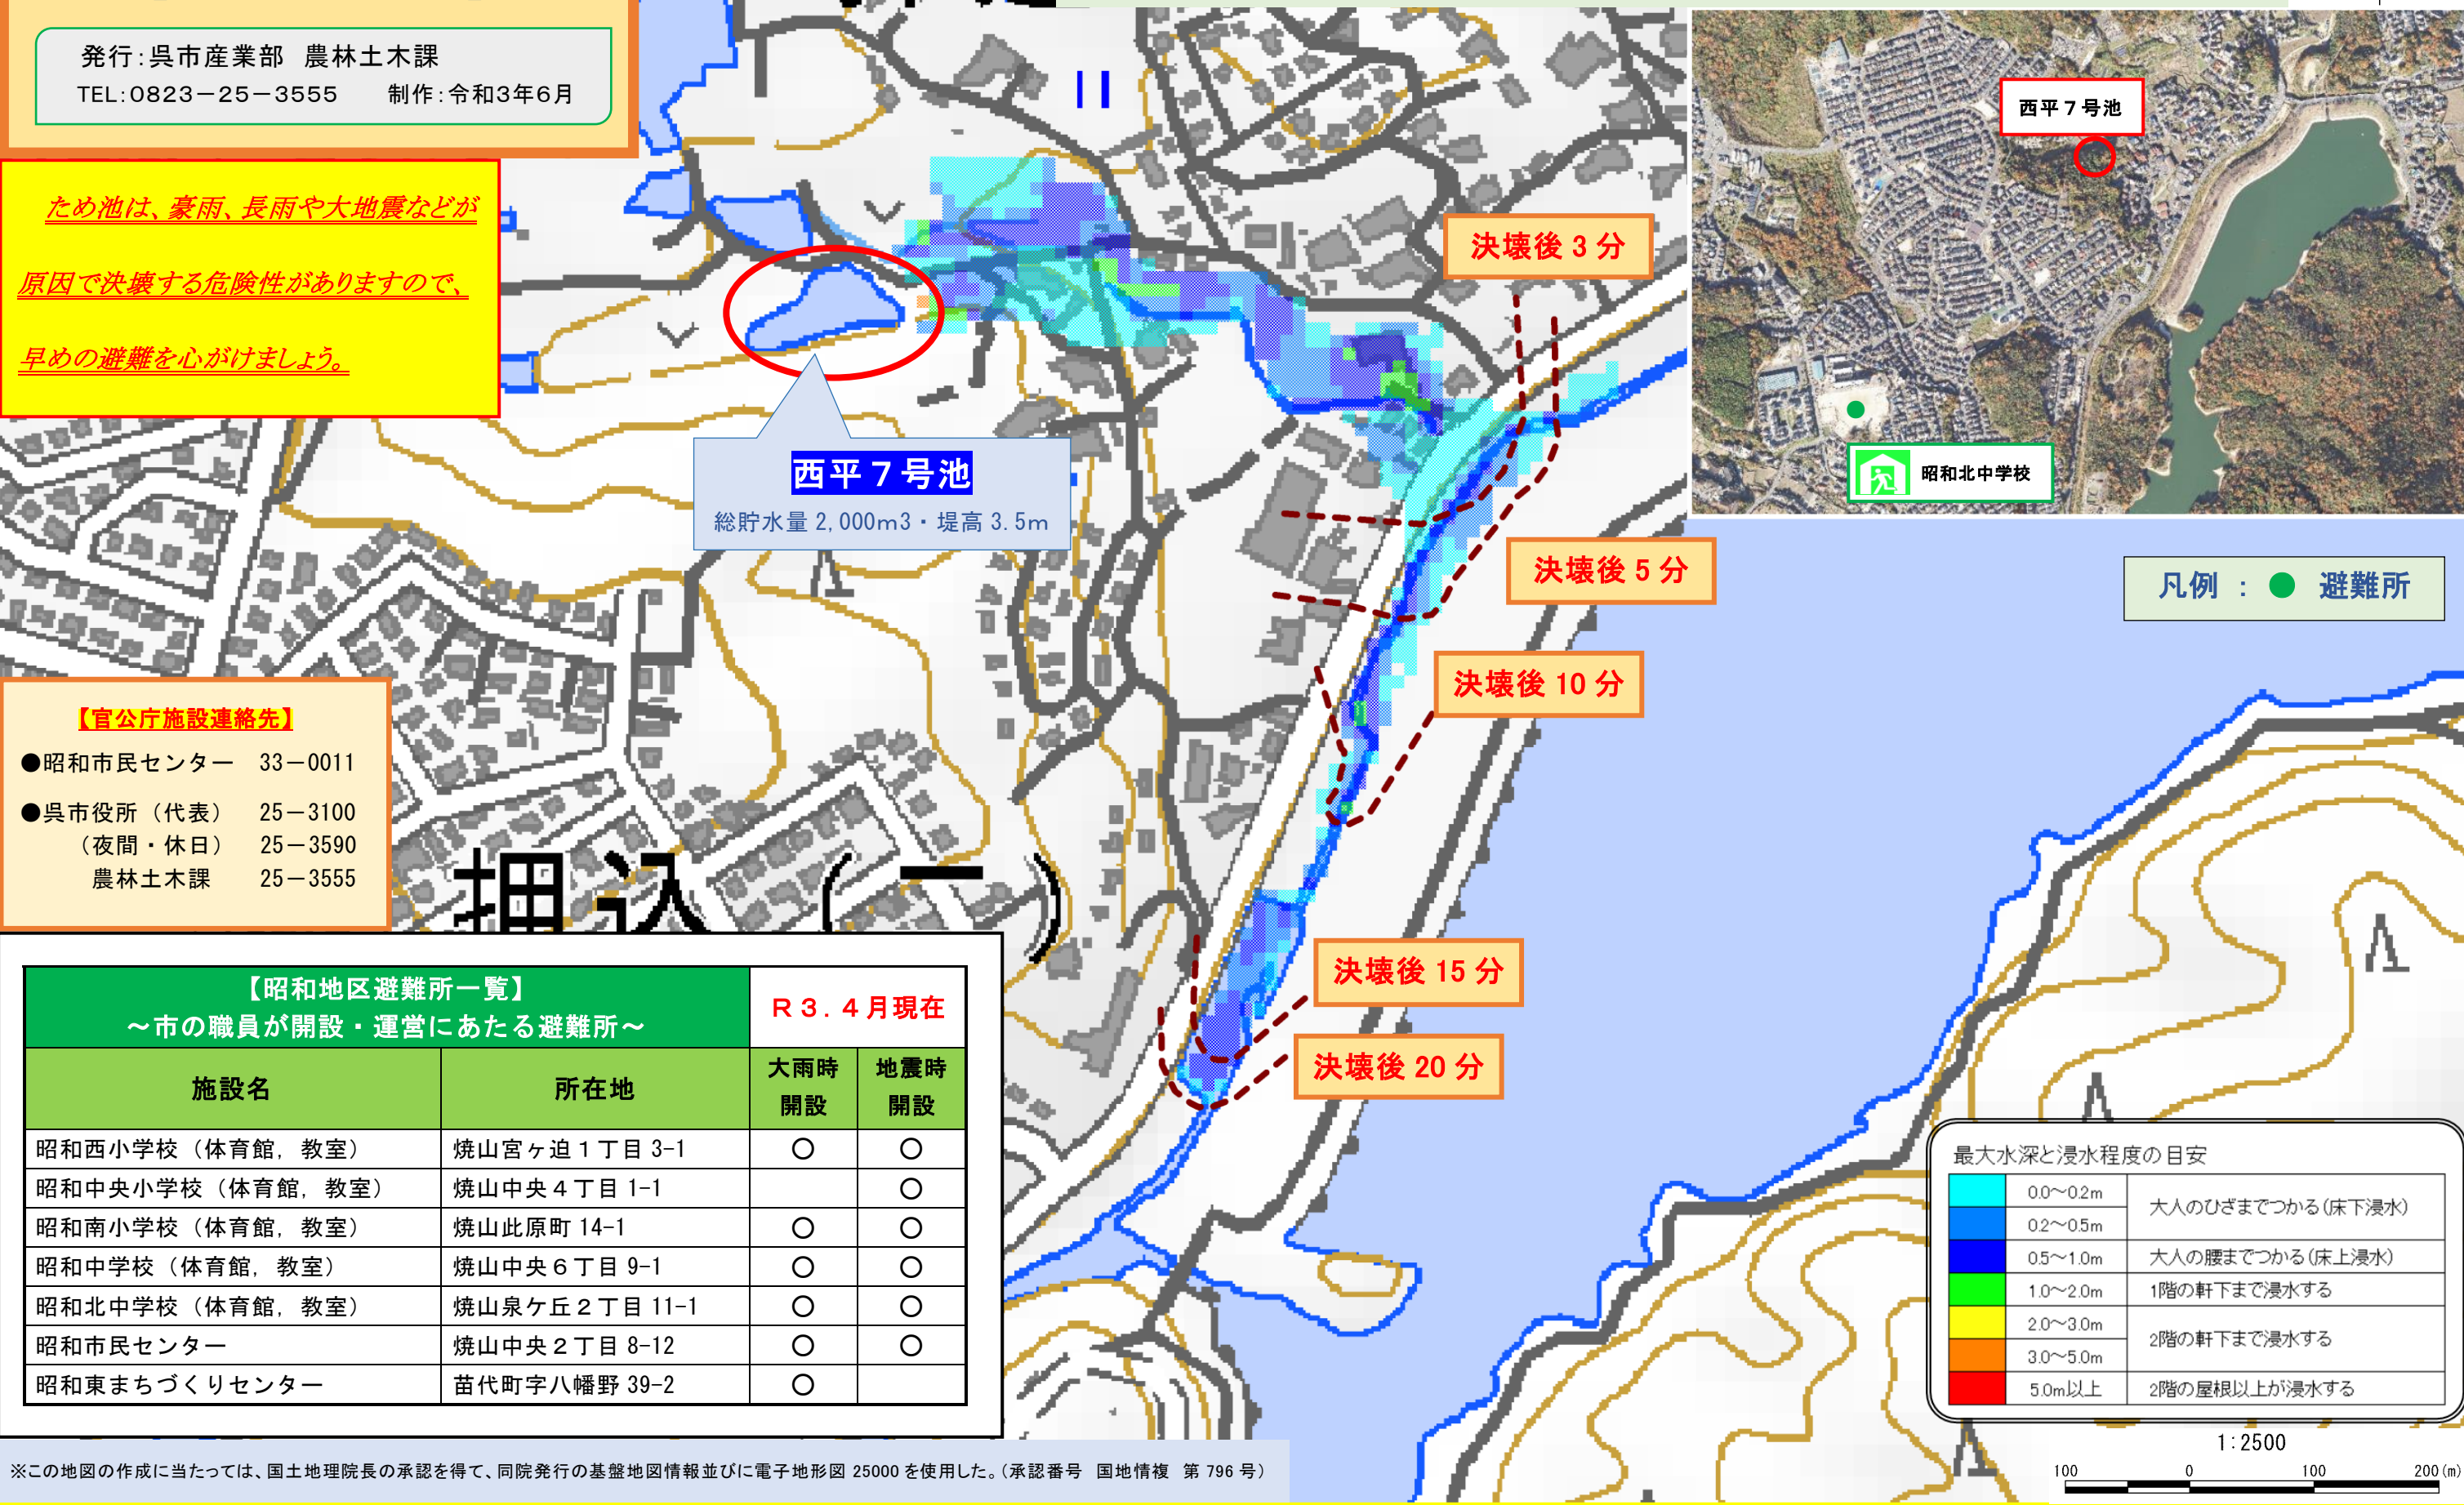 発行:呉市産業部 農林土木課
TEL:0823-25-3555 制作:令和3年6月
ため池は、豪雨、長雨や大地震などが
原因で決壊する危険性がありますので、
早めの避難を心がけましょう。
西平7号池
総貯水量 2,000m3・堤高 3.5m
決壊後 3 分
決壊後 5 分
決壊後 10 分
決壊後 15 分
決壊後 20 分
西平7号池
昭和北中学校
凡例 : ● 避難所
【官公庁施設連絡先】
●昭和市民センター 33-0011
●呉市役所(代表) 25-3100
(夜間・休日) 25-3590
農林土木課 25-3555
押込(一)
【昭和地区避難所一覧】
~市の職員が開設・運営にあたる避難所~
R3.4月現在
施設名 所在地 大雨時開設 地震時開設
昭和西小学校(体育館, 教室) 焼山宮ヶ迫1丁目 3-1 ○ ○
昭和中央小学校(体育館, 教室) 焼山中央4丁目 1-1 ○
昭和南小学校(体育館, 教室) 焼山此原町 14-1 ○ ○
昭和中学校(体育館, 教室) 焼山中央6丁目 9-1 ○ ○
昭和北中学校(体育館, 教室) 焼山泉ケ丘2丁目 11-1 ○ ○
昭和市民センター 焼山中央2丁目 8-12 ○ ○
昭和東まちづくりセンター 苗代町字八幡野 39-2 ○
最大水深と浸水程度の目安
0.0~0.2m 大人のひざまでつかる(床下浸水)
0.2~0.5m
0.5~1.0m 大人の腰までつかる(床上浸水)
1.0~2.0m 1階の軒下まで浸水する
2.0~3.0m 2階の軒下まで浸水する
3.0~5.0m
5.0m以上 2階の屋根以上が浸水する
1:2500
100 0 100 200(m)
※この地図の作成に当たっては、国土地理院長の承認を得て、同院発行の基盤地図情報並びに電子地形図 25000 を使用した。(承認番号 国地情複 第 796 号)